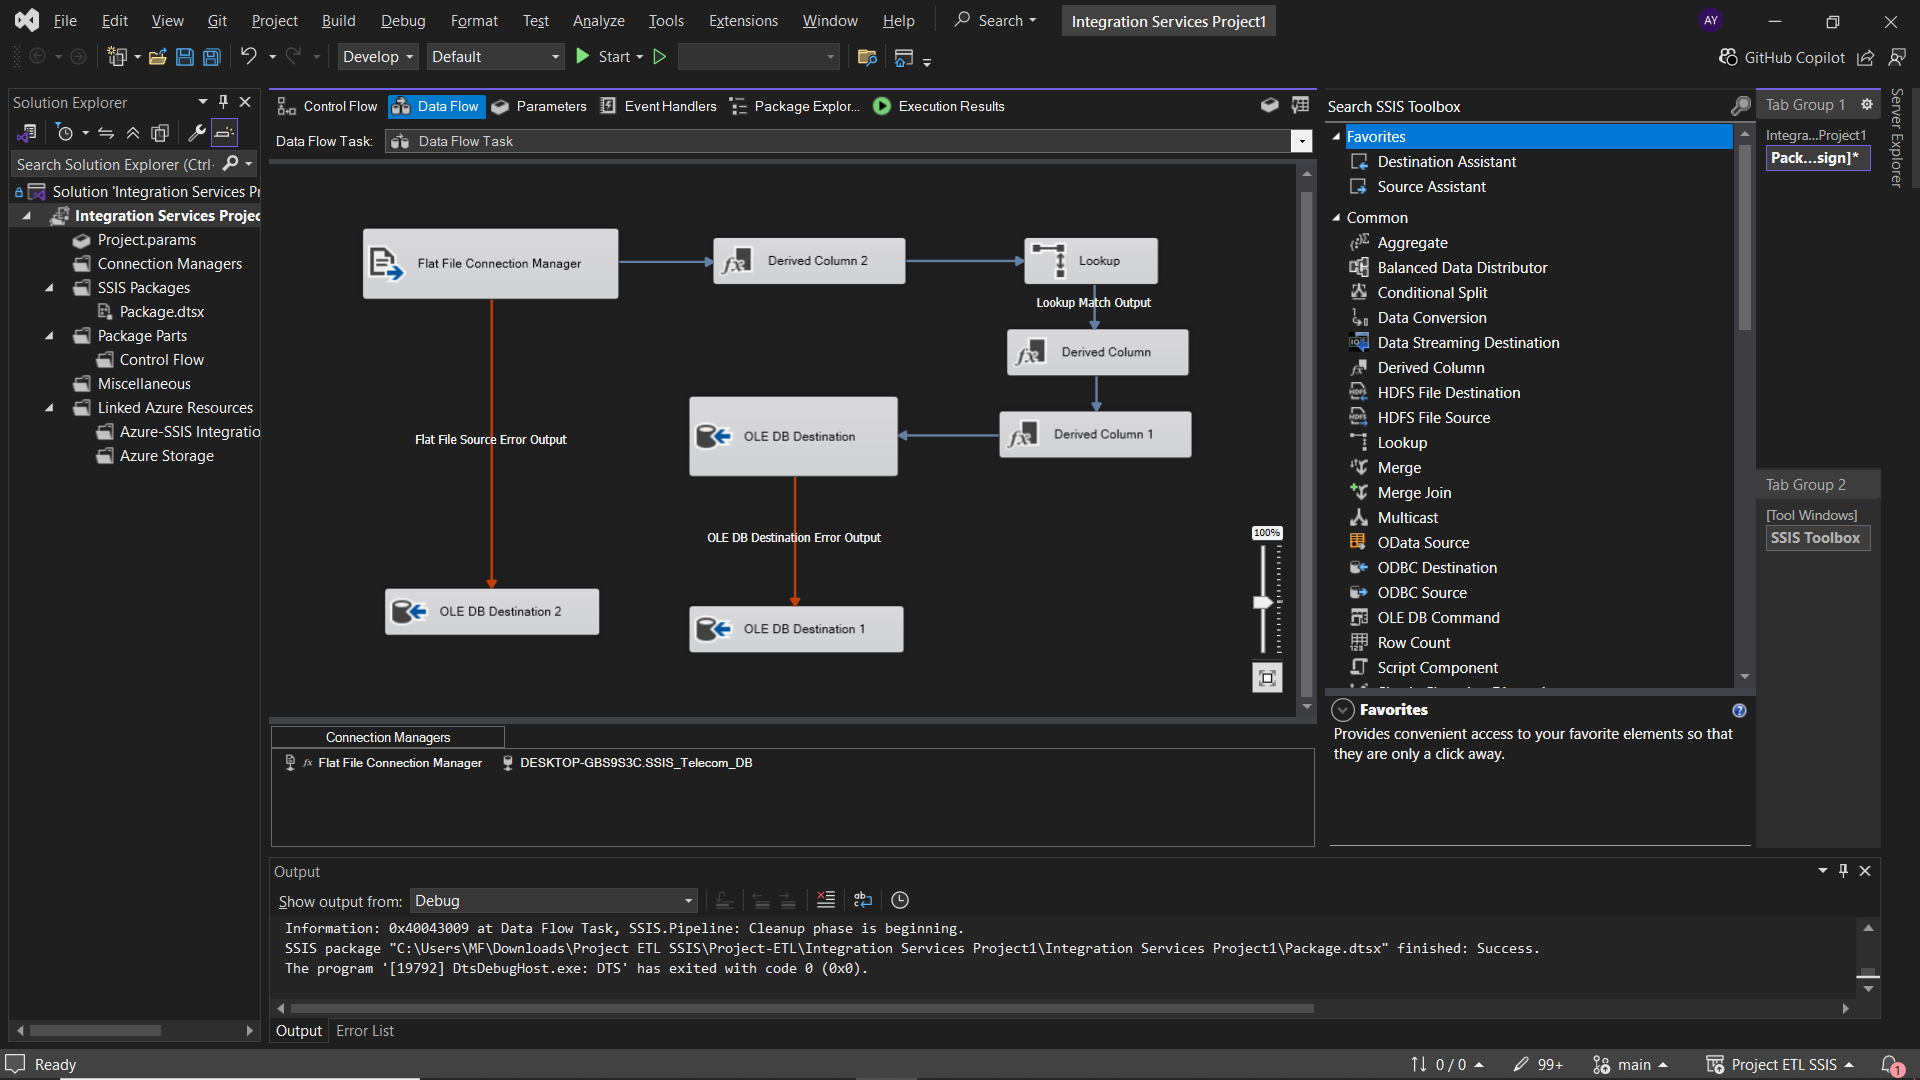 File Edit View Git Project Build Debug Format Test Analyze Tools Extensions Window Help Search Integration Services Project1 AY
Develop Default Start GitHub Copilot
Solution Explorer
Search Solution Explorer (Ctrl
Solution 'Integration Services Pr
Integration Services Projec
Project.params
Connection Managers
SSIS Packages
Package.dtsx
Package Parts
Control Flow
Miscellaneous
Linked Azure Resources
Azure-SSIS Integratio
Azure Storage
Control Flow Data Flow Parameters Event Handlers Package Explor... Execution Results
Data Flow Task: Data Flow Task
Flat File Connection Manager
Derived Column 2
Lookup
Lookup Match Output
Derived Column
OLE DB Destination
Derived Column 1
Flat File Source Error Output
OLE DB Destination Error Output
100%
OLE DB Destination 2
OLE DB Destination 1
Connection Managers
Flat File Connection Manager DESKTOP-GBS9S3C.SSIS_Telecom_DB
Search SSIS Toolbox
Favorites
Destination Assistant
Source Assistant
Common
Aggregate
Balanced Data Distributor
Conditional Split
Data Conversion
Data Streaming Destination
Derived Column
HDFS File Destination
HDFS File Source
Lookup
Merge
Merge Join
Multicast
OData Source
ODBC Destination
ODBC Source
OLE DB Command
Row Count
Script Component
Favorites
Provides convenient access to your favorite elements so that
they are only a click away.
Tab Group 1
Integra...Project1
Pack...sign]*
Tab Group 2
[Tool Windows]
SSIS Toolbox
Server Explorer
Output
Show output from: Debug
Information: 0x40043009 at Data Flow Task, SSIS.Pipeline: Cleanup phase is beginning.
SSIS package "C:\Users\MF\Downloads\Project ETL SSIS\Project-ETL\Integration Services Project1\Integration Services Project1\Package.dtsx" finished: Success.
The program '[19792] DtsDebugHost.exe: DTS' has exited with code 0 (0x0).
Output Error List
Ready 0 / 0 99+ main Project ETL SSIS 1